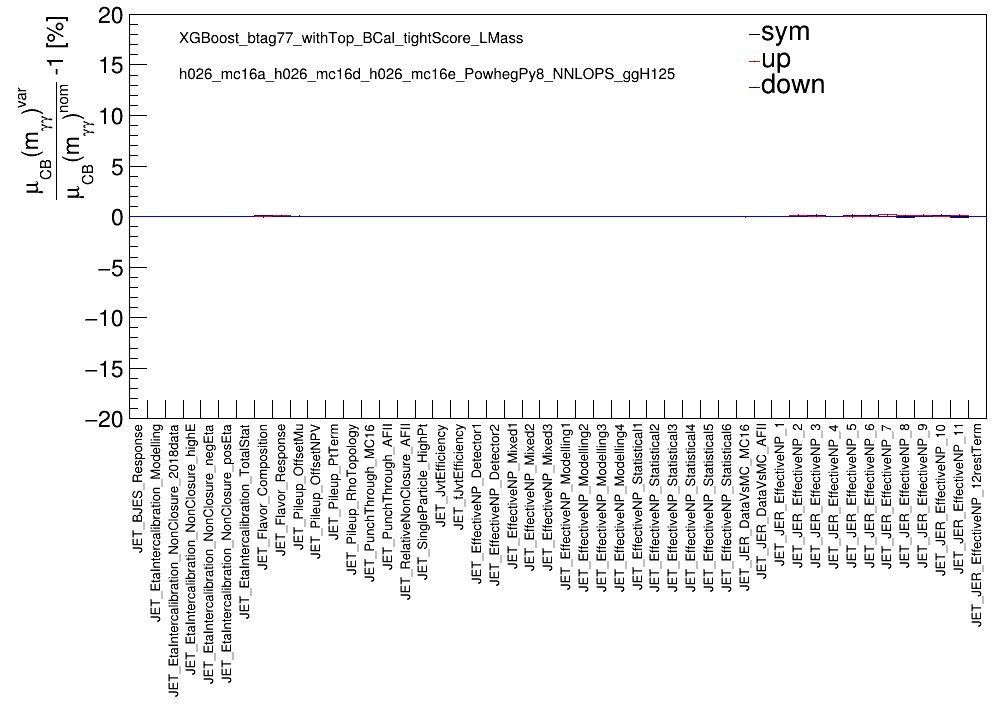 μCB(mγγ)var
μCB(mγγ)nom -1 [%]
20
15
10
5
0
−5
−10
−15
−20
XGBoost_btag77_withTop_BCal_tightScore_LMass
h026_mc16a_h026_mc16d_h026_mc16e_PowhegPy8_NNLOPS_ggH125
sym
up
down
JET_BJES_Response
JET_EtaIntercalibration_Modelling
JET_EtaIntercalibration_NonClosure_2018data
JET_EtaIntercalibration_NonClosure_highE
JET_EtaIntercalibration_NonClosure_negEta
JET_EtaIntercalibration_NonClosure_posEta
JET_EtaIntercalibration_TotalStat
JET_Flavor_Composition
JET_Flavor_Response
JET_Pileup_OffsetMu
JET_Pileup_OffsetNPV
JET_Pileup_PtTerm
JET_Pileup_RhoTopology
JET_PunchThrough_MC16
JET_PunchThrough_AFII
JET_RelativeNonClosure_AFII
JET_SingleParticle_HighPt
JET_JvtEfficiency
JET_fJvtEfficiency
JET_EffectiveNP_Detector1
JET_EffectiveNP_Detector2
JET_EffectiveNP_Mixed1
JET_EffectiveNP_Mixed2
JET_EffectiveNP_Mixed3
JET_EffectiveNP_Modelling1
JET_EffectiveNP_Modelling2
JET_EffectiveNP_Modelling3
JET_EffectiveNP_Modelling4
JET_EffectiveNP_Statistical1
JET_EffectiveNP_Statistical2
JET_EffectiveNP_Statistical3
JET_EffectiveNP_Statistical4
JET_EffectiveNP_Statistical5
JET_EffectiveNP_Statistical6
JET_JER_DataVsMC_MC16
JET_JER_DataVsMC_AFII
JET_JER_EffectiveNP_1
JET_JER_EffectiveNP_2
JET_JER_EffectiveNP_3
JET_JER_EffectiveNP_4
JET_JER_EffectiveNP_5
JET_JER_EffectiveNP_6
JET_JER_EffectiveNP_7
JET_JER_EffectiveNP_8
JET_JER_EffectiveNP_9
JET_JER_EffectiveNP_10
JET_JER_EffectiveNP_11
JET_JER_EffectiveNP_12restTerm